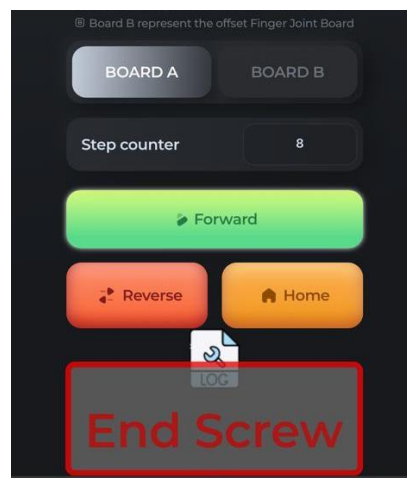 Board B represent the offset Finger Joint Board
BOARD A BOARD B
Step counter 8
Forward
Reverse Home
LOG
End Screw